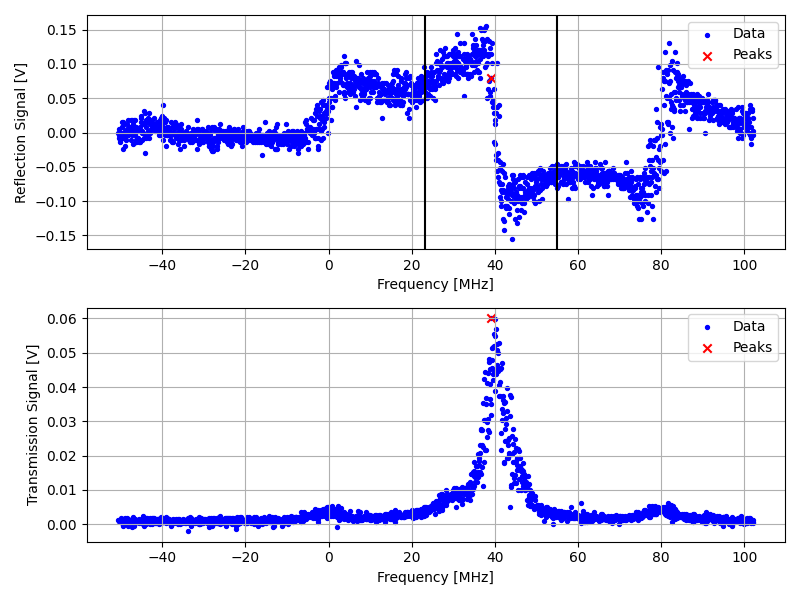 0.15
0.10
0.05
0.00
−0.05
−0.10
−0.15
Reflection Signal [V]
Data
Peaks
−40 −20 0 20 40 60 80 100
Frequency [MHz]
0.06
0.05
0.04
0.03
0.02
0.01
0.00
Transmission Signal [V]
Data
Peaks
−40 −20 0 20 40 60 80 100
Frequency [MHz]